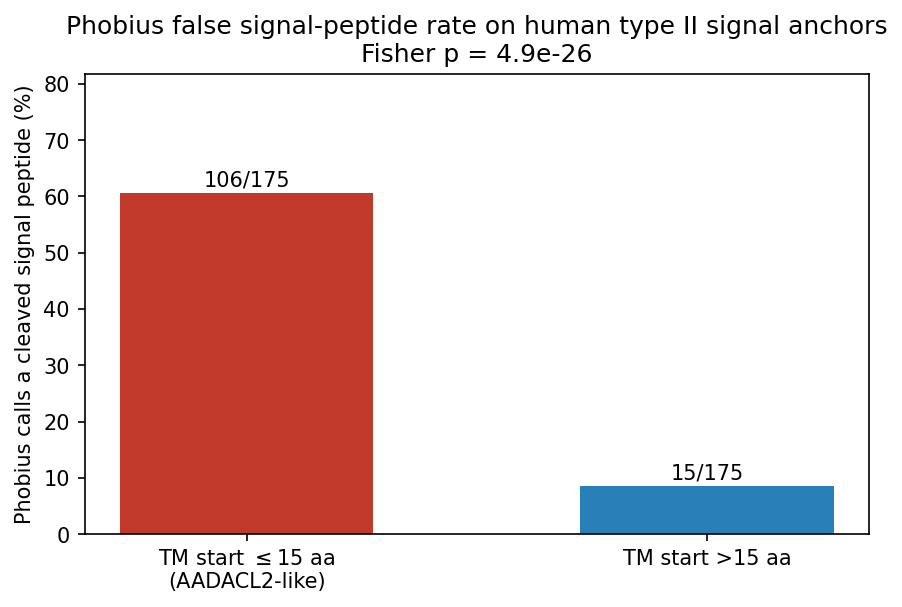 Phobius false signal-peptide rate on human type II signal anchors
Fisher p = 4.9e-26
Phobius calls a cleaved signal peptide (%)
80
70
60
50
40
30
20
10
0
106/175
15/175
TM start ≤15 aa
(AADACL2-like)
TM start >15 aa